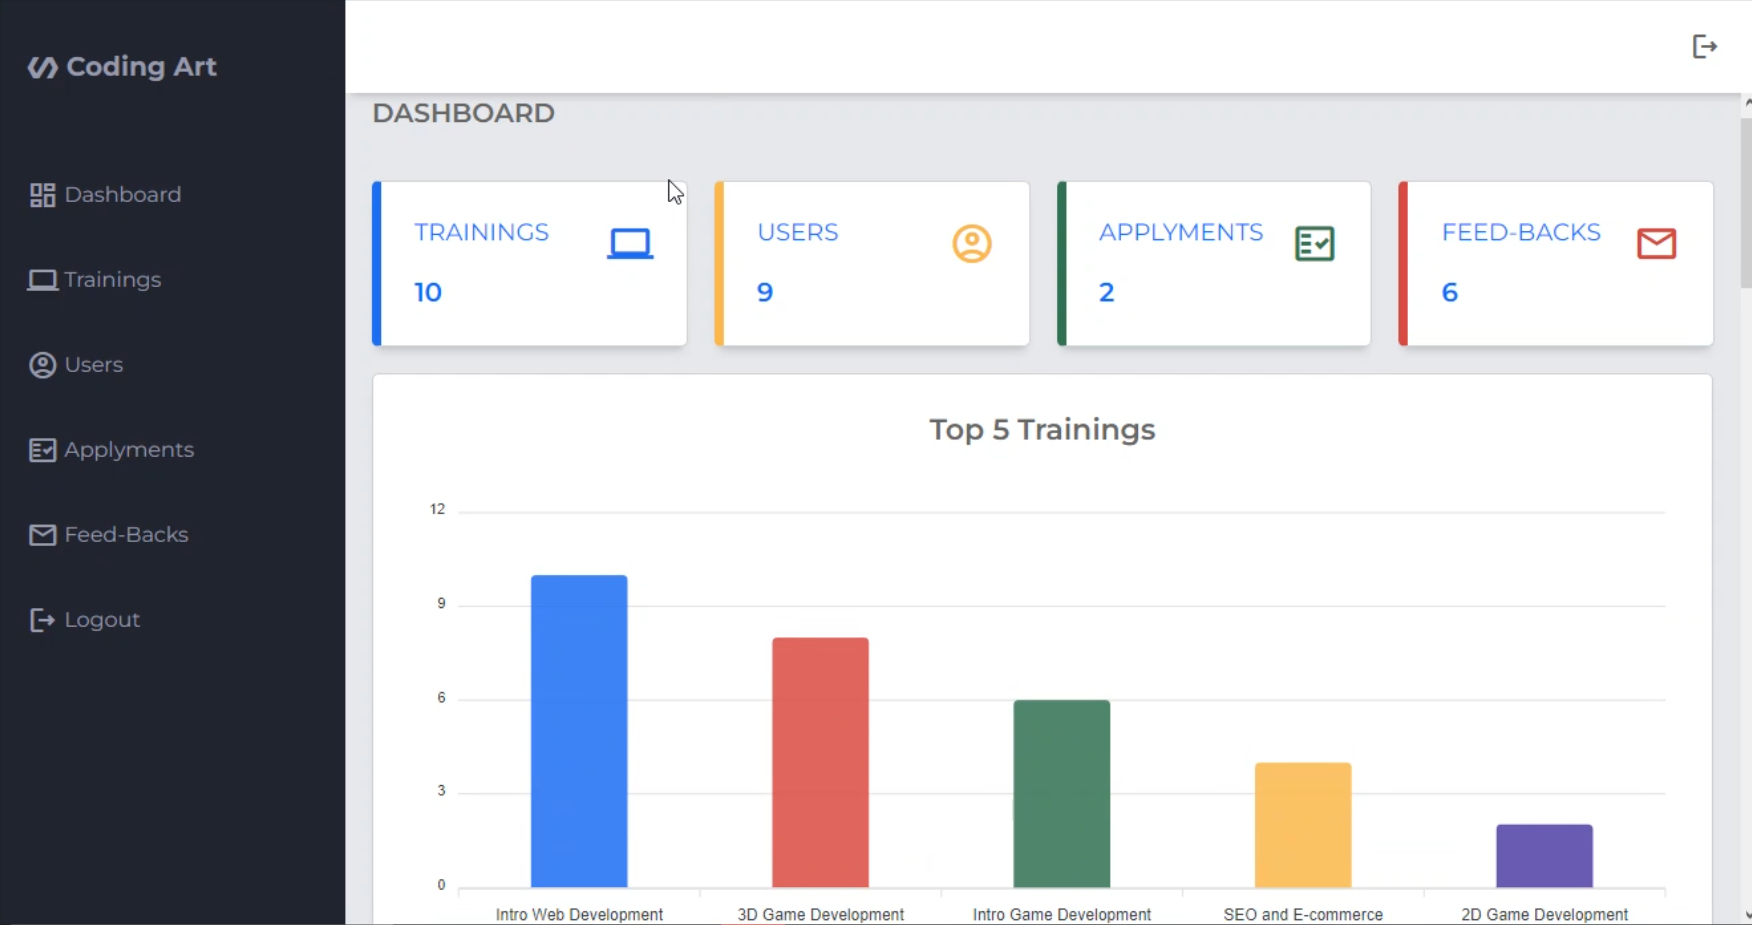 Coding Art
Dashboard
Trainings
Users
Applyments
Feed-Backs
Logout
DASHBOARD
TRAININGS
10
USERS
9
APPLYMENTS
2
FEED-BACKS
6
Top 5 Trainings
12
9
6
3
0
Intro Web Development
3D Game Development
Intro Game Development
SEO and E-commerce
2D Game Development